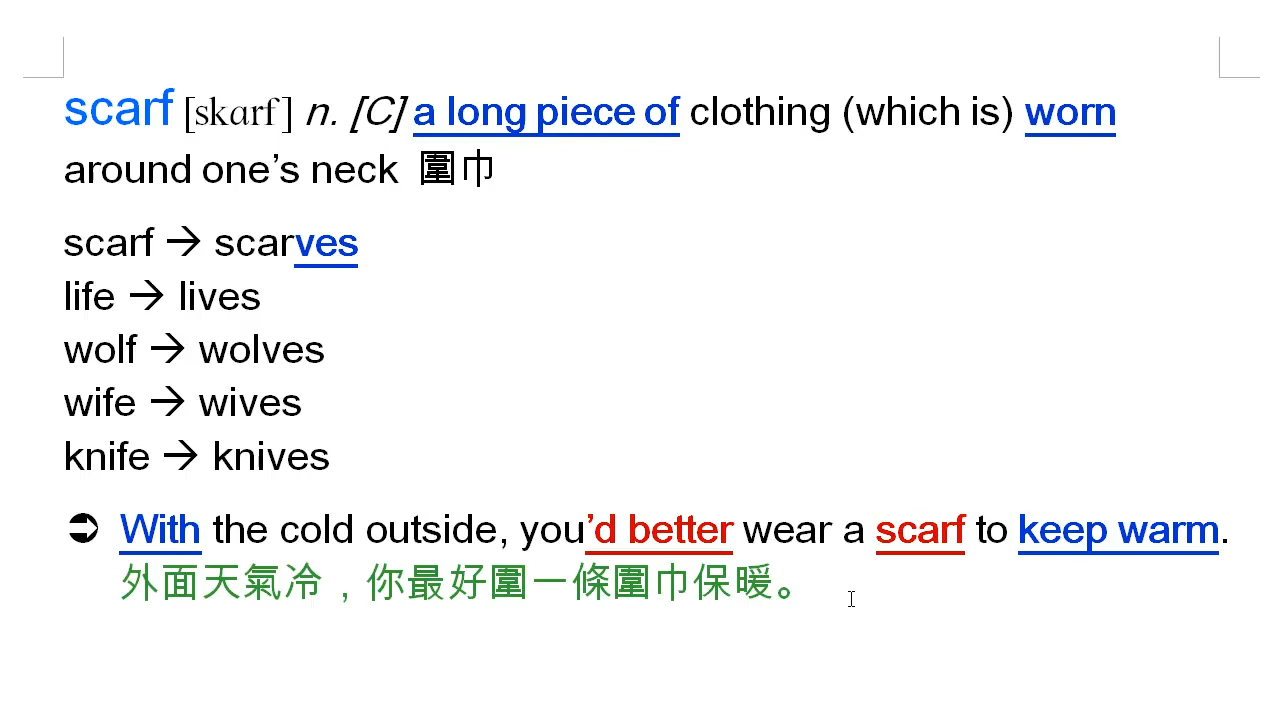 scarf [skɑrf] n. [C] a long piece of clothing (which is) worn
around one’s neck 圍巾
scarf → scarves
life → lives
wolf → wolves
wife → wives
knife → knives
➲ With the cold outside, you’d better wear a scarf to keep warm.
外面天氣冷，你最好圍一條圍巾保暖。